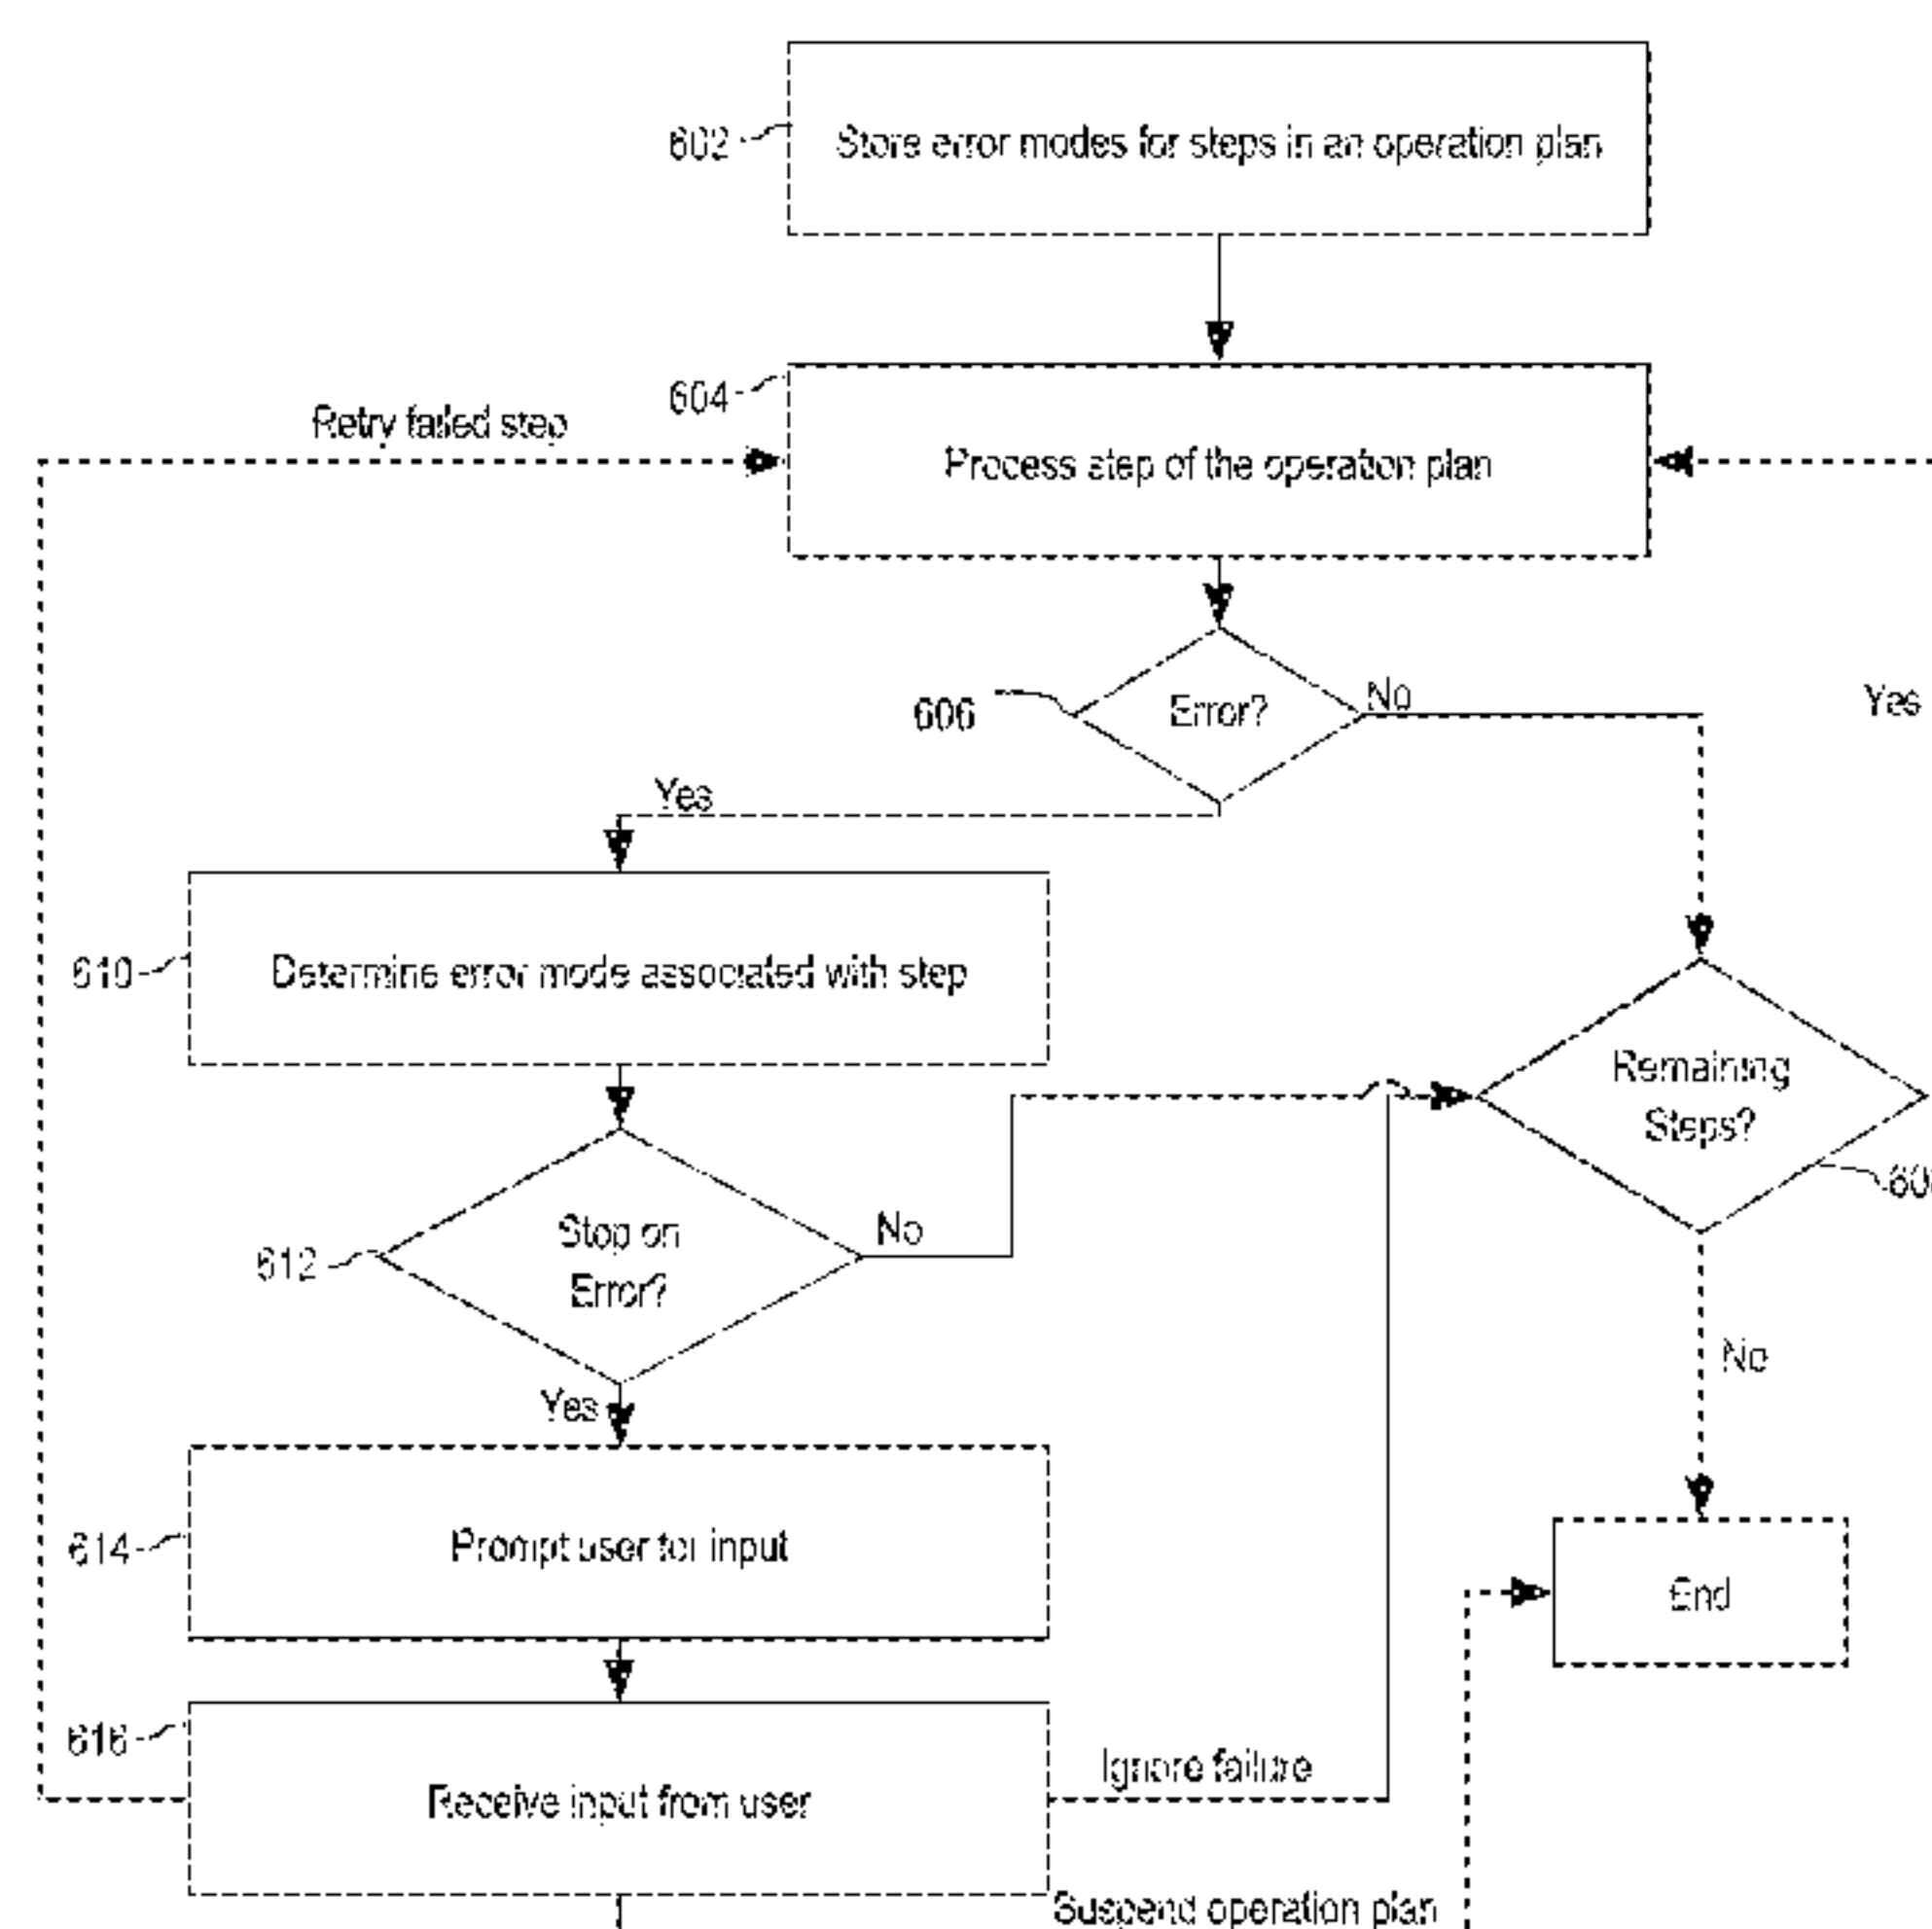 602
Store error modes for steps in an operation plan
604
Retry failed step
Process step of the operation plan
606
Error?
No
Yes
Yes
610
Determine error mode associated with step
Remaining
Steps?
612
Stop on
Error?
No
No
Yes
614
Prompt user for input
End
616
Receive input from user
Ignore failure
Suspend operation plan